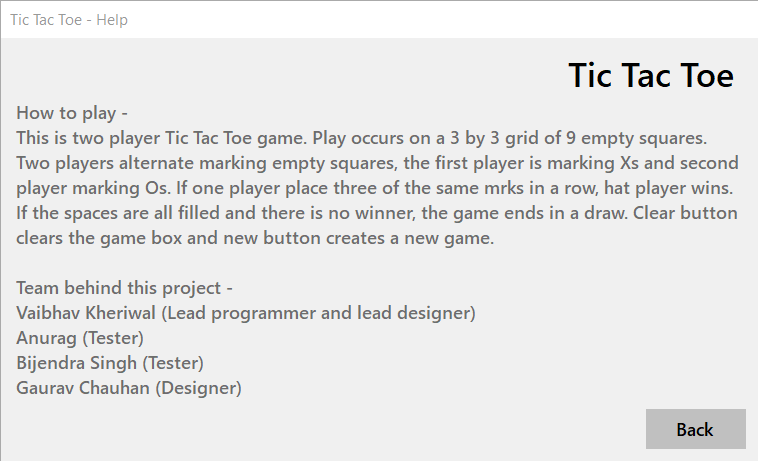 Tic Tac Toe - Help
Tic Tac Toe
How to play -
This is two player Tic Tac Toe game. Play occurs on a 3 by 3 grid of 9 empty squares.
Two players alternate marking empty squares, the first player is marking Xs and second
player marking Os. If one player place three of the same mrks in a row, hat player wins.
If the spaces are all filled and there is no winner, the game ends in a draw. Clear button
clears the game box and new button creates a new game.
Team behind this project -
Vaibhav Kheriwal (Lead programmer and lead designer)
Anurag (Tester)
Bijendra Singh (Tester)
Gaurav Chauhan (Designer)
Back